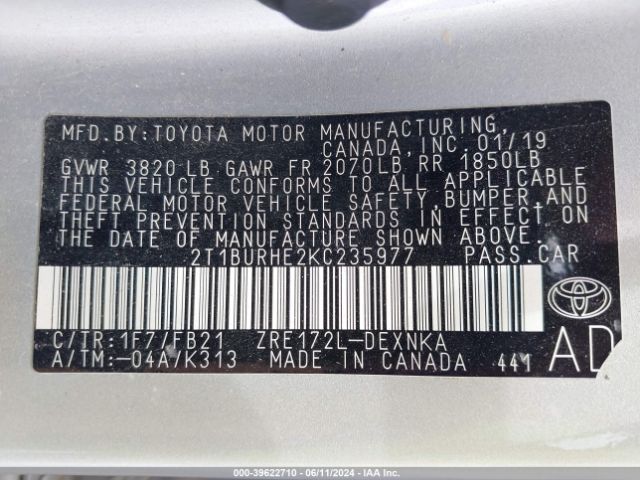 MFD.BY:TOYOTA MOTOR MANUFACTURING,
CANADA,INC.01/19
GVWR 3820 LB GAWR FR 2070LB,RR 1850LB
THIS VEHICLE CONFORMS TO ALL APPLICABLE
FEDERAL MOTOR VEHICLE SAFETY,BUMPER,AND
THEFT PREVENTION STANDARDS IN EFFECT ON
THE DATE OF MANUFACTURE SHOWN ABOVE.
2T1BURHE2KC235977 PASS.CAR
C/TR:1F7/FB21 ZRE172L-DEXNKA
A/TM:-04A/K313 MADE IN CANADA 441
AD
000-39622710 - 06/11/2024 - IAA Inc.